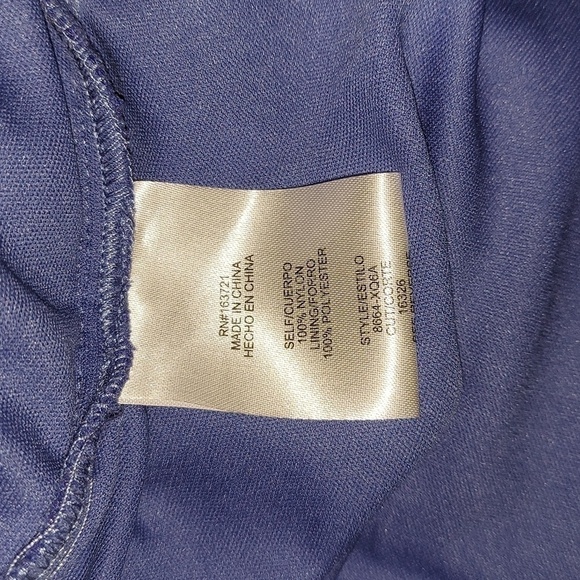 RN#163721
MADE IN CHINA
HECHO EN CHINA
SELF/CUERPO
100% NYLON
LINING/FORRO
100% POLYESTER
STYLE/ESTILO
8664-XQ6A
CUT/CORTE
16326